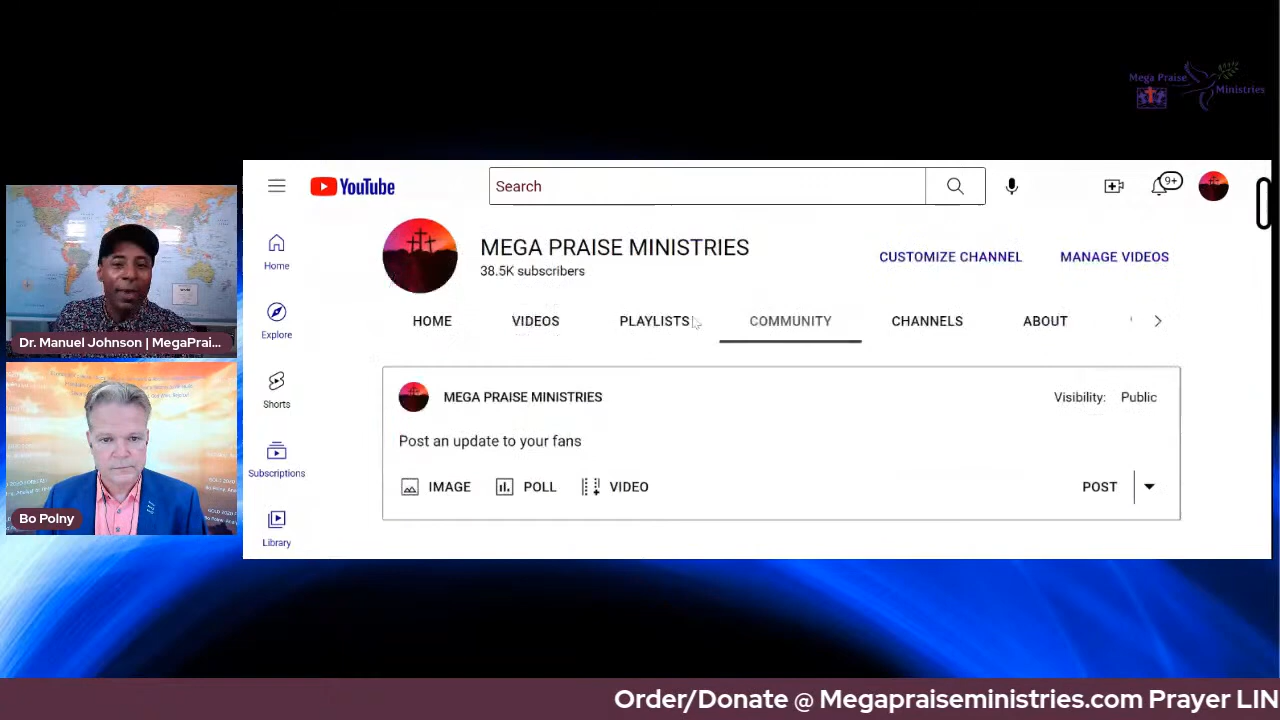 Mega Praise
Ministries
YouTube
Search
9+
Home
Explore
Shorts
Subscriptions
Library
MEGA PRAISE MINISTRIES
38.5K subscribers
CUSTOMIZE CHANNEL
MANAGE VIDEOS
HOME VIDEOS PLAYLISTS COMMUNITY CHANNELS ABOUT
MEGA PRAISE MINISTRIES
Visibility: Public
Post an update to your fans
IMAGE POLL VIDEO
POST
Dr. Manuel Johnson | MegaPrai...
Bo Polny
Order/Donate @ Megapraiseministries.com Prayer LIN